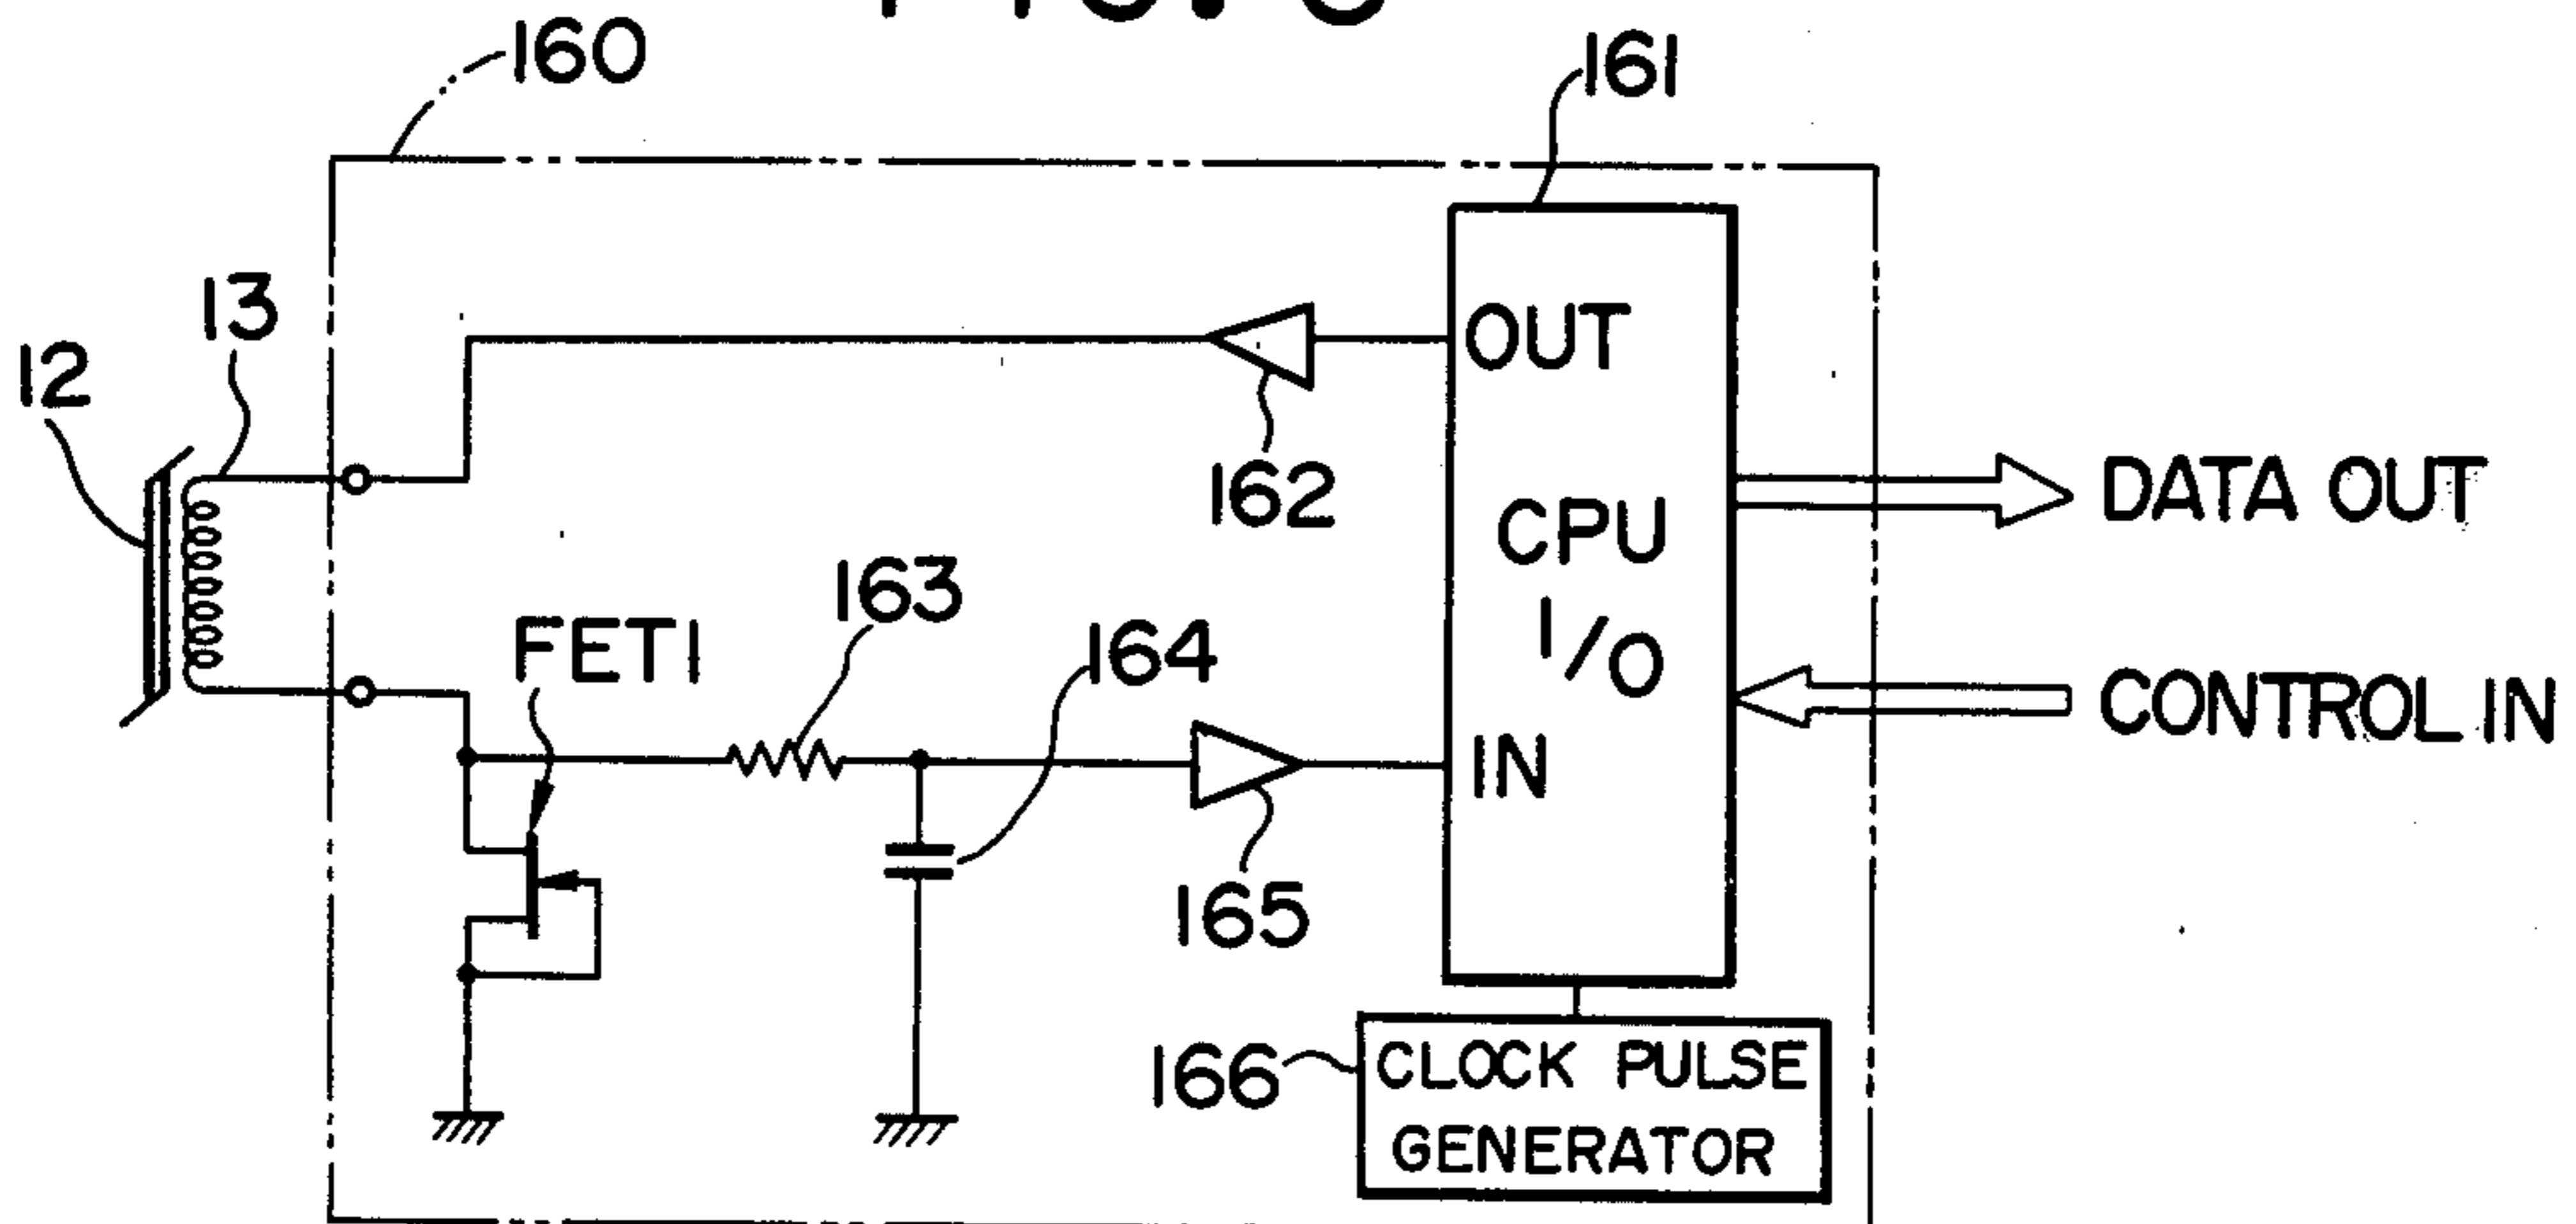 160
161
13
12
OUT
162
CPU
DATA OUT
I/O
163
FET1
164
CONTROL IN
IN
165
166
CLOCK PULSE
GENERATOR